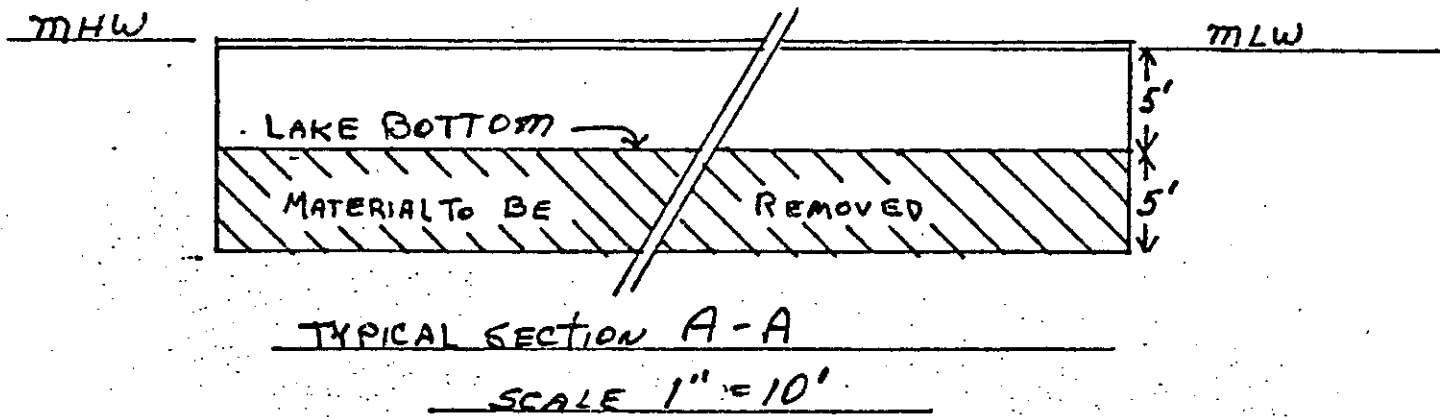 MHW
MLW
5'
LAKE BOTTOM
MATERIAL TO BE REMOVED
5'
TYPICAL SECTION A-A
SCALE 1" = 10'